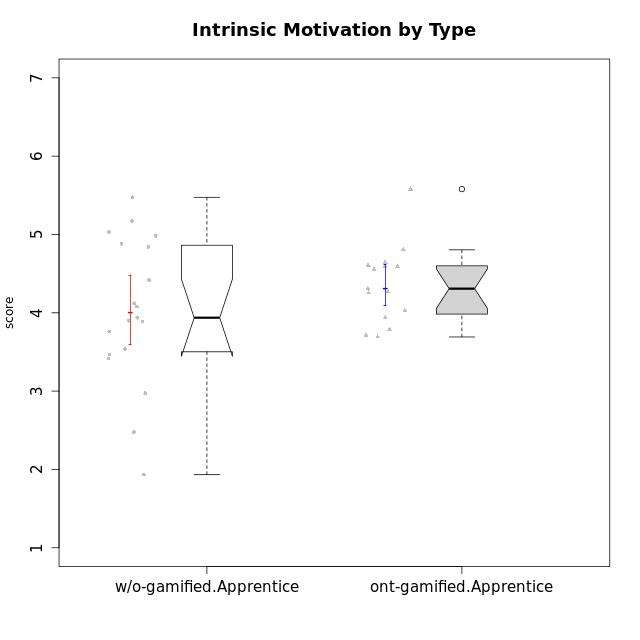 Intrinsic Motivation by Type
score
7
6
5
4
3
2
1
w/o-gamified.Apprentice
ont-gamified.Apprentice